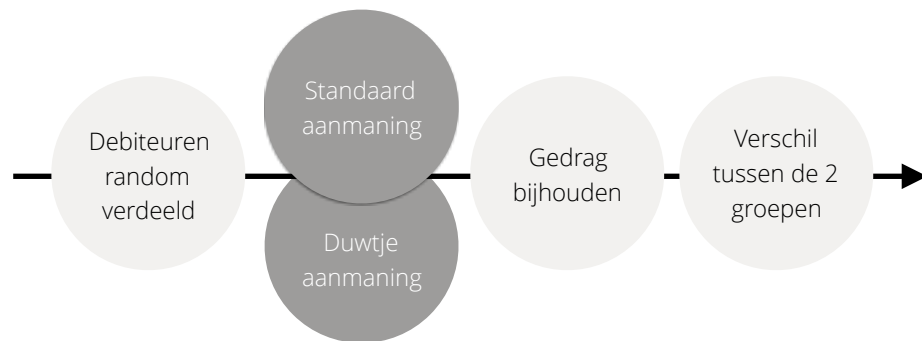 Debiteuren
random
verdeeld
Standaard
aanmaning
Duwtje
aanmaning
Gedrag
bijhouden
Verschil
tussen de 2
groepen